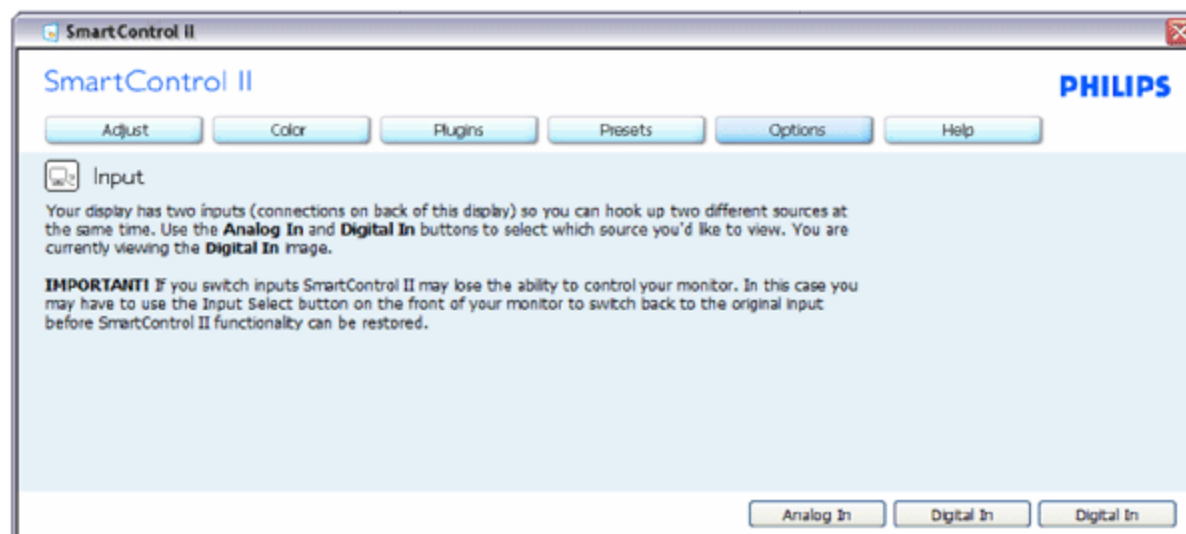 SmartControl II
SmartControl II
PHILIPS
Adjust Color Plugins Presets Options Help
Input
Your display has two inputs (connections on back of this display) so you can hook up two different sources at
the same time. Use the Analog In and Digital In buttons to select which source you'd like to view. You are
currently viewing the Digital In image.
IMPORTANT! If you switch inputs SmartControl II may lose the ability to control your monitor. In this case you
may have to use the Input Select button on the front of your monitor to switch back to the original input
before SmartControl II functionality can be restored.
Analog In Digital In Digital In